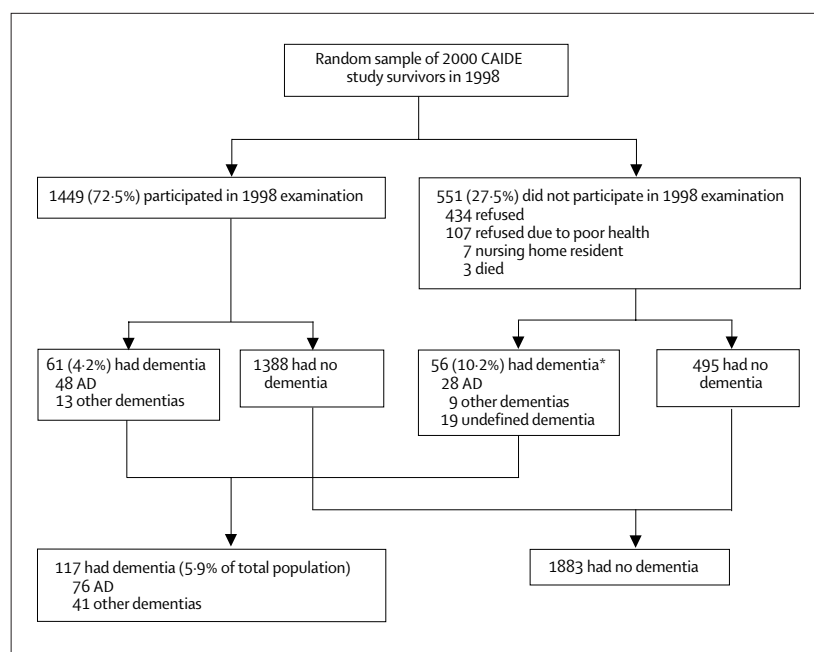 Random sample of 2000 CAIDE
study survivors in 1998
1449 (72·5%) participated in 1998 examination
551 (27·5%) did not participate in 1998 examination
434 refused
107 refused due to poor health
7 nursing home resident
3 died
61 (4·2%) had dementia
48 AD
13 other dementias
1388 had no
dementia
56 (10·2%) had dementia*
28 AD
9 other dementias
19 undefined dementia
495 had no
dementia
117 had dementia (5·9% of total population)
76 AD
41 other dementias
1883 had no dementia